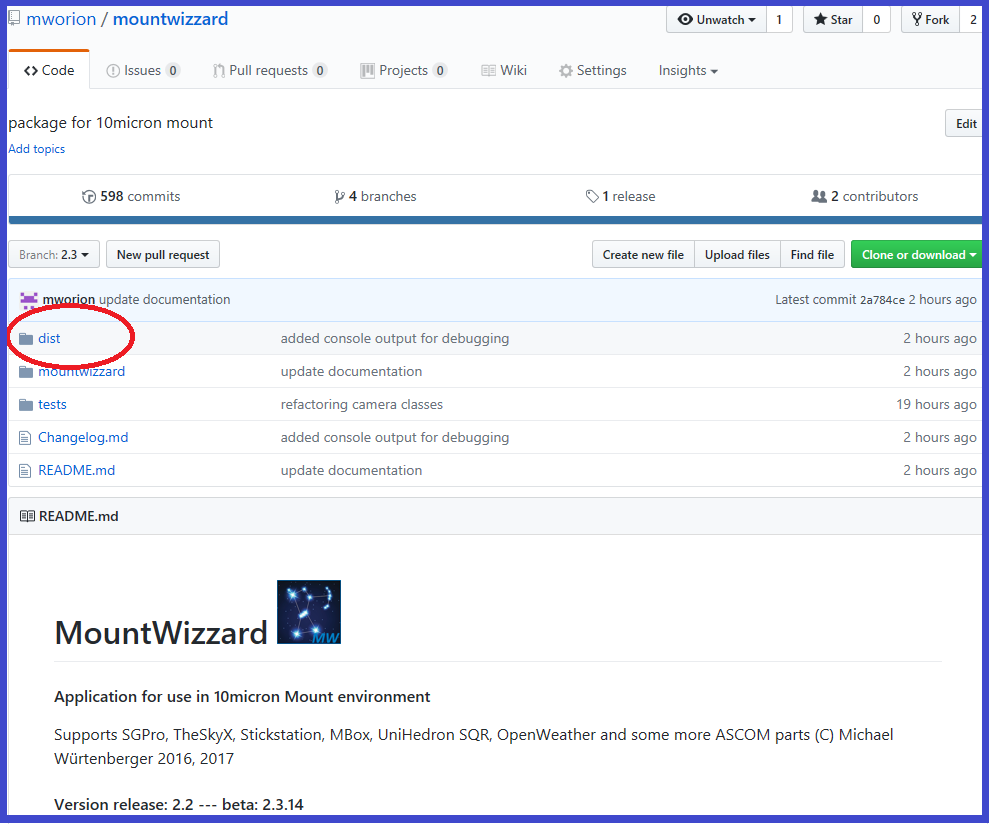 mworion / mountwizzard Unwatch 1 Star 0 Fork 2
Code Issues 0 Pull requests 0 Projects 0 Wiki Settings Insights
package for 10micron mount Edit
Add topics
598 commits 4 branches 1 release 2 contributors
Branch: 2.3 New pull request Create new file Upload files Find file Clone or download
mworion update documentation Latest commit 2a784ce 2 hours ago
dist added console output for debugging 2 hours ago
mountwizzard update documentation 2 hours ago
tests refactoring camera classes 19 hours ago
Changelog.md added console output for debugging 2 hours ago
README.md update documentation 2 hours ago
README.md
MountWizzard MW
Application for use in 10micron Mount environment
Supports SGPro, TheSkyX, Stickstation, MBox, UniHedron SQR, OpenWeather and some more ASCOM parts (C) Michael
Würtenberger 2016, 2017
Version release: 2.2 --- beta: 2.3.14